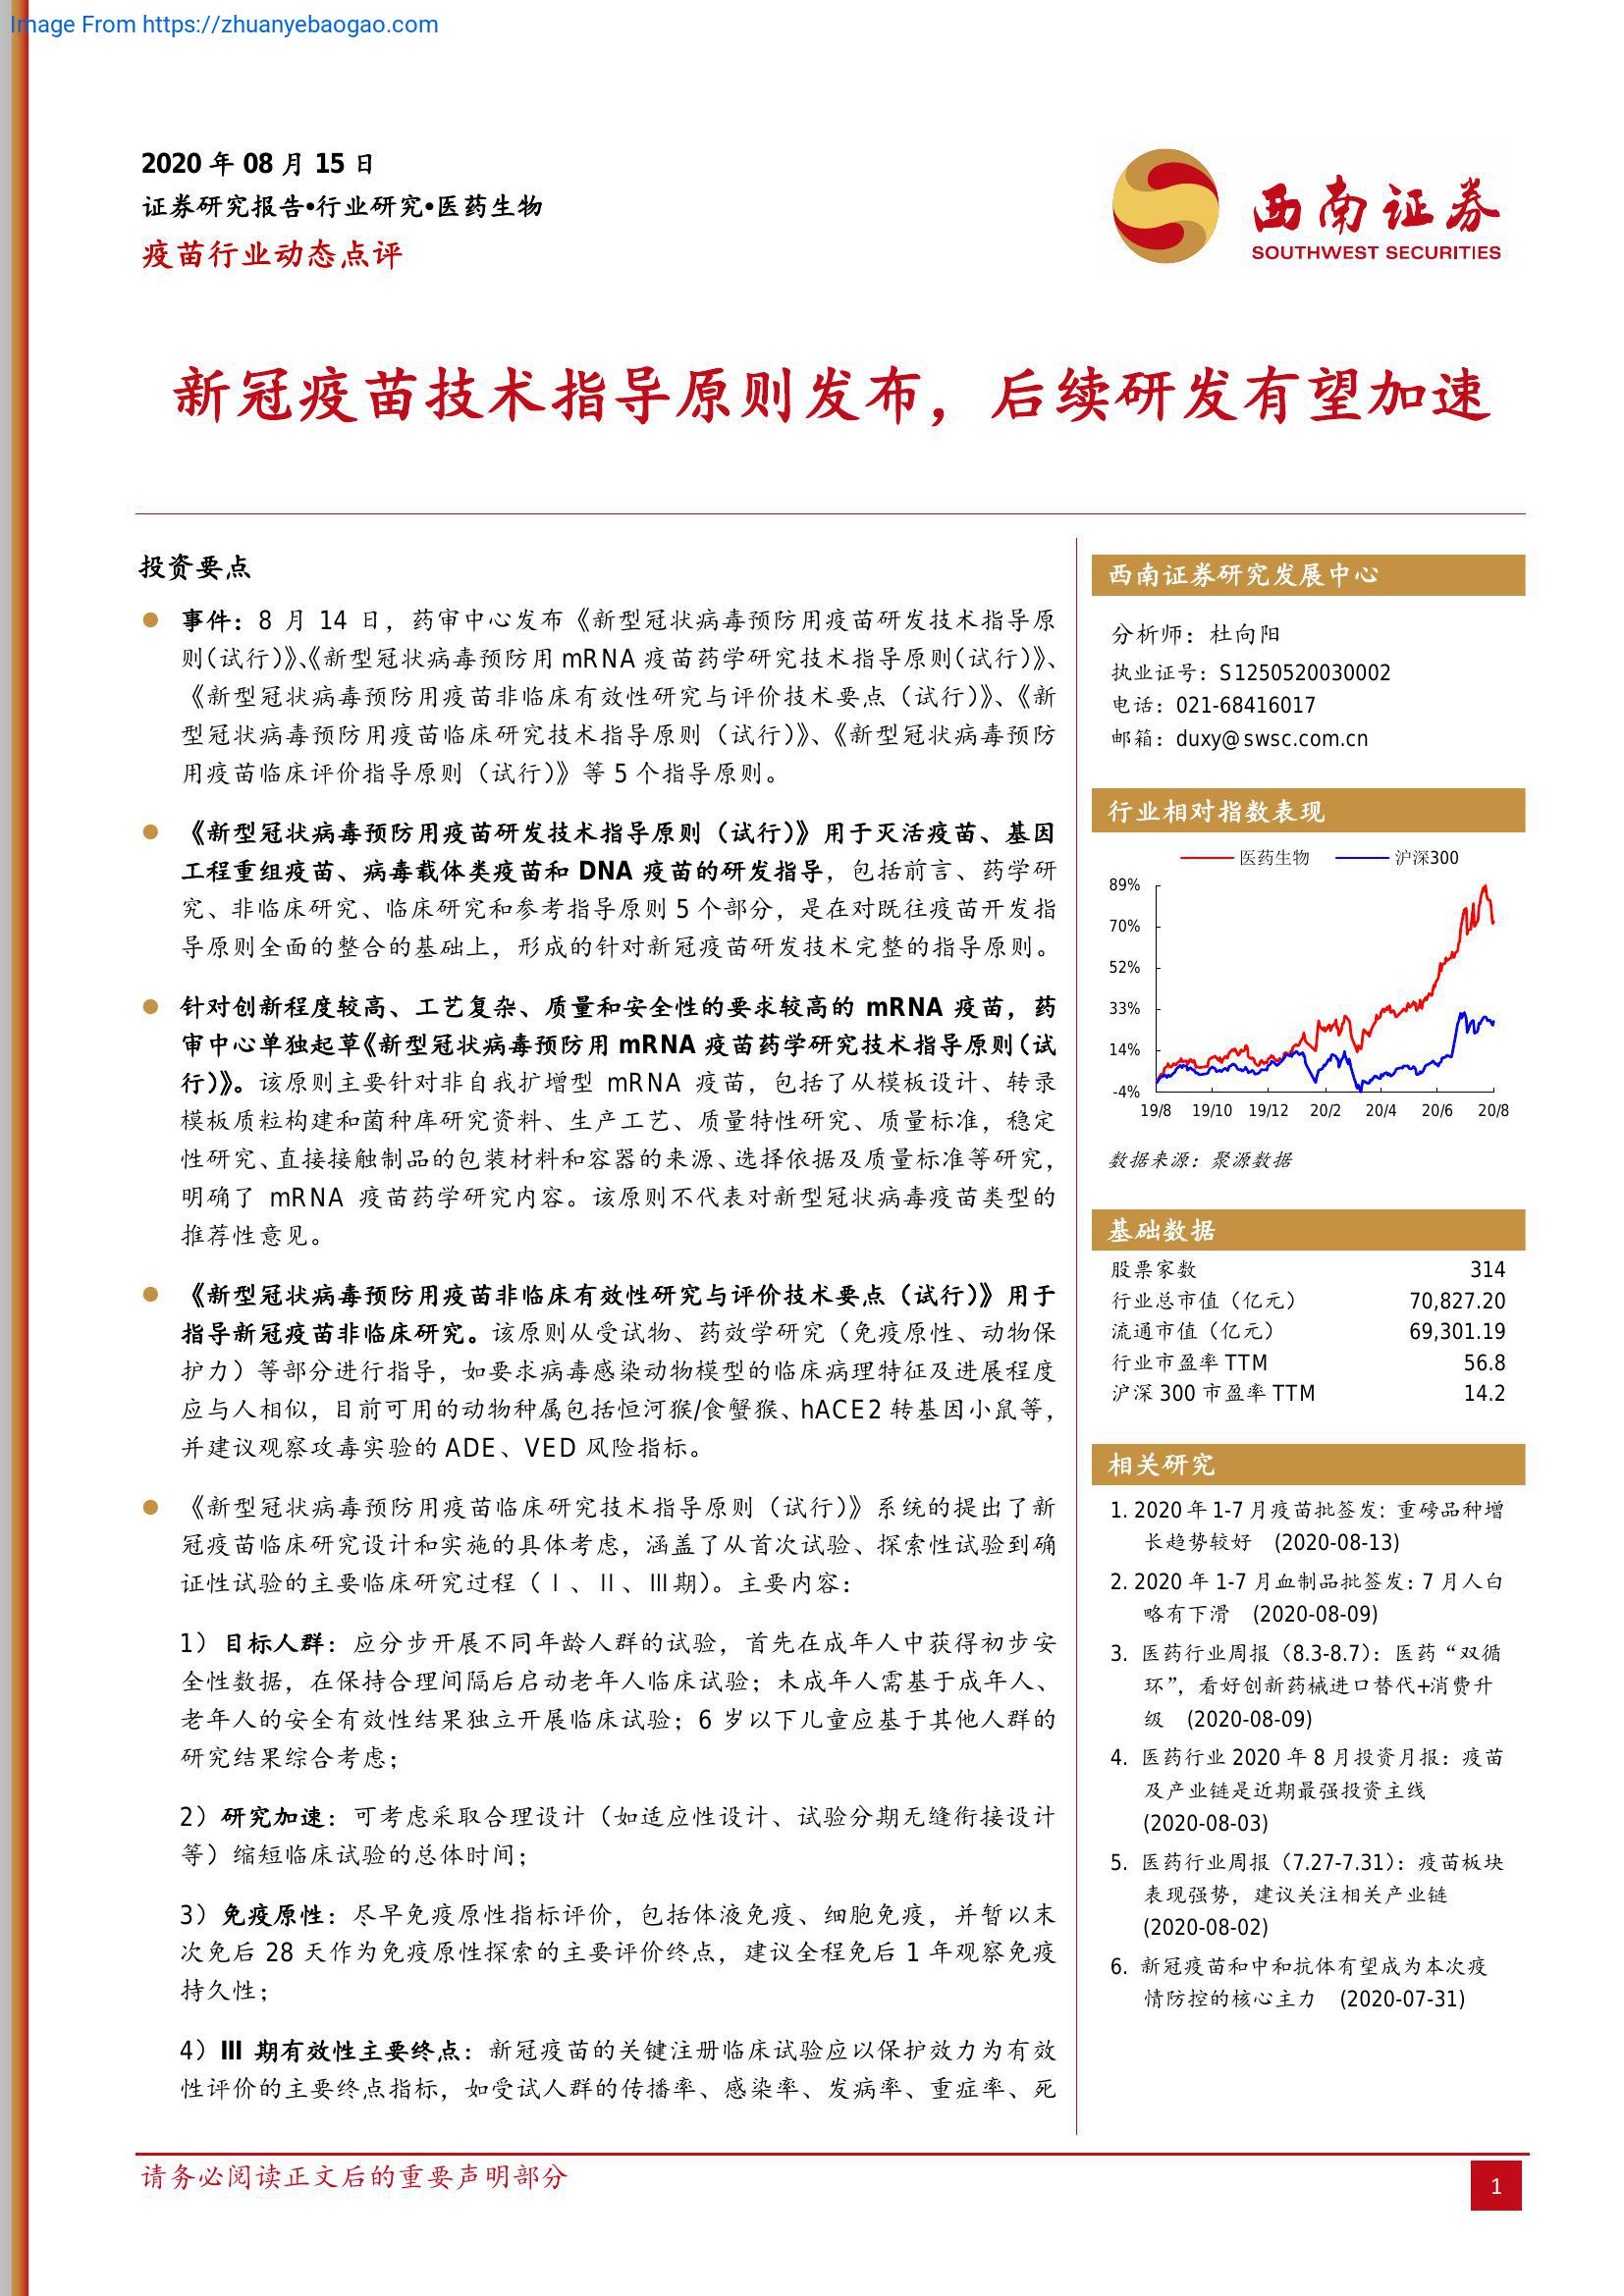 Image From https://zhuanyebaogao.com
2020 年 08 月 15 日
证券研究报告•行业研究•医药生物
疫苗行业动态点评
西南证券
SOUTHWEST SECURITIES
新冠疫苗技术指导原则发布，后续研发有望加速
投资要点
事件：8 月 14 日，药审中心发布《新型冠状病毒预防用疫苗研发技术指导原
则（试行）》、《新型冠状病毒预防用 mRNA 疫苗药学研究技术指导原则（试行）》、
《新型冠状病毒预防用疫苗非临床有效性研究与评价技术要点（试行）》、《新
型冠状病毒预防用疫苗临床研究技术指导原则（试行）》、《新型冠状病毒预防
用疫苗临床评价指导原则（试行）》等 5 个指导原则。
《新型冠状病毒预防用疫苗研发技术指导原则（试行）》用于灭活疫苗、基因
工程重组疫苗、病毒载体类疫苗和 DNA 疫苗的研发指导，包括前言、药学研
究、非临床研究、临床研究和参考指导原则 5 个部分，是在对既往疫苗开发指
导原则全面的整合的基础上，形成的针对新冠疫苗研发技术完整的指导原则。
针对创新程度较高、工艺复杂、质量和安全性的要求较高的 mRNA 疫苗，药
审中心单独起草《新型冠状病毒预防用 mRNA 疫苗药学研究技术指导原则（试
行）》。该原则主要针对非自我扩增型 mRNA 疫苗，包括了从模板设计、转录
模板质粒构建和菌种库研究资料、生产工艺、质量特性研究、质量标准，稳定
性研究、直接接触制品的包装材料和容器的来源、选择依据及质量标准等研究，
明确了 mRNA 疫苗药学研究内容。该原则不代表对新型冠状病毒疫苗类型的
推荐性意见。
《新型冠状病毒预防用疫苗非临床有效性研究与评价技术要点（试行）》用于
指导新冠疫苗非临床研究。该原则从受试物、药效学研究（免疫原性、动物保
护力）等部分进行指导，如要求病毒感染动物模型的临床病理特征及进展程度
应与人相似，目前可用的动物种属包括恒河猴/食蟹猴、hACE2 转基因小鼠等，
并建议观察攻毒实验的 ADE、VED 风险指标。
《新型冠状病毒预防用疫苗临床研究技术指导原则（试行）》系统的提出了新
冠疫苗临床研究设计和实施的具体考虑，涵盖了从首次试验、探索性试验到确
证性试验的主要临床研究过程（Ⅰ、Ⅱ、Ⅲ期）。主要内容：
1）目标人群：应分步开展不同年龄人群的试验，首先在成年人中获得初步安
全性数据，在保持合理间隔后启动老年人临床试验；未成年人需基于成年人、
老年人的安全有效性结果独立开展临床试验；6 岁以下儿童应基于其他人群的
研究结果综合考虑；
2）研究加速：可考虑采取合理设计（如适应性设计、试验分期无缝衔接设计
等）缩短临床试验的总体时间；
3）免疫原性：尽早免疫原性指标评价，包括体液免疫、细胞免疫，并暂以末
次免后 28 天作为免疫原性探索的主要评价终点，建议全程免后 1 年观察免疫
持久性；
4）Ⅲ 期有效性主要终点：新冠疫苗的关键注册临床试验应以保护效力为有效
性评价的主要终点指标，如受试人群的传播率、感染率、发病率、重症率、死
西南证券研究发展中心
分析师：杜向阳
执业证号：S1250520030002
电话：021-68416017
邮箱：duxy@swsc.com.cn
行业相对指数表现
医药生物 沪深300
89%
70%
52%
33%
14%
-4%
19/8 19/10 19/12 20/2 20/4 20/6 20/8
数据来源：聚源数据
基础数据
股票家数 314
行业总市值（亿元） 70,827.20
流通市值（亿元） 69,301.19
行业市盈率 TTM 56.8
沪深 300 市盈率 TTM 14.2
相关研究
1. 2020 年 1-7 月疫苗批签发：重磅品种增
长趋势较好 (2020-08-13)
2. 2020 年 1-7 月血制品批签发：7 月人白
略有下滑 (2020-08-09)
3. 医药行业周报（8.3-8.7）：医药“双循
环”，看好创新药械进口替代+消费升
级 (2020-08-09)
4. 医药行业 2020 年 8 月投资月报：疫苗
及产业链是近期最强投资主线
(2020-08-03)
5. 医药行业周报（7.27-7.31）：疫苗板块
表现强势，建议关注相关产业链
(2020-08-02)
6. 新冠疫苗和中和抗体有望成为本次疫
情防控的核心主力 (2020-07-31)
请务必阅读正文后的重要声明部分
1